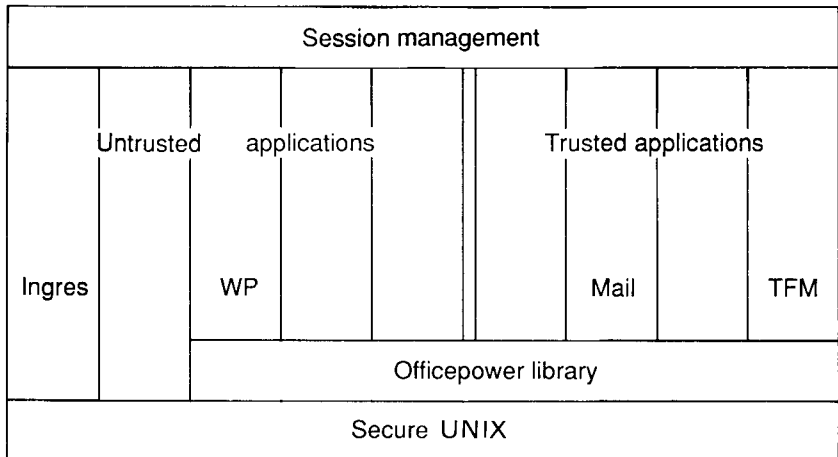 Session management
Untrusted applications
Trusted applications
Ingres
WP
Mail
TFM
Officepower library
Secure UNIX